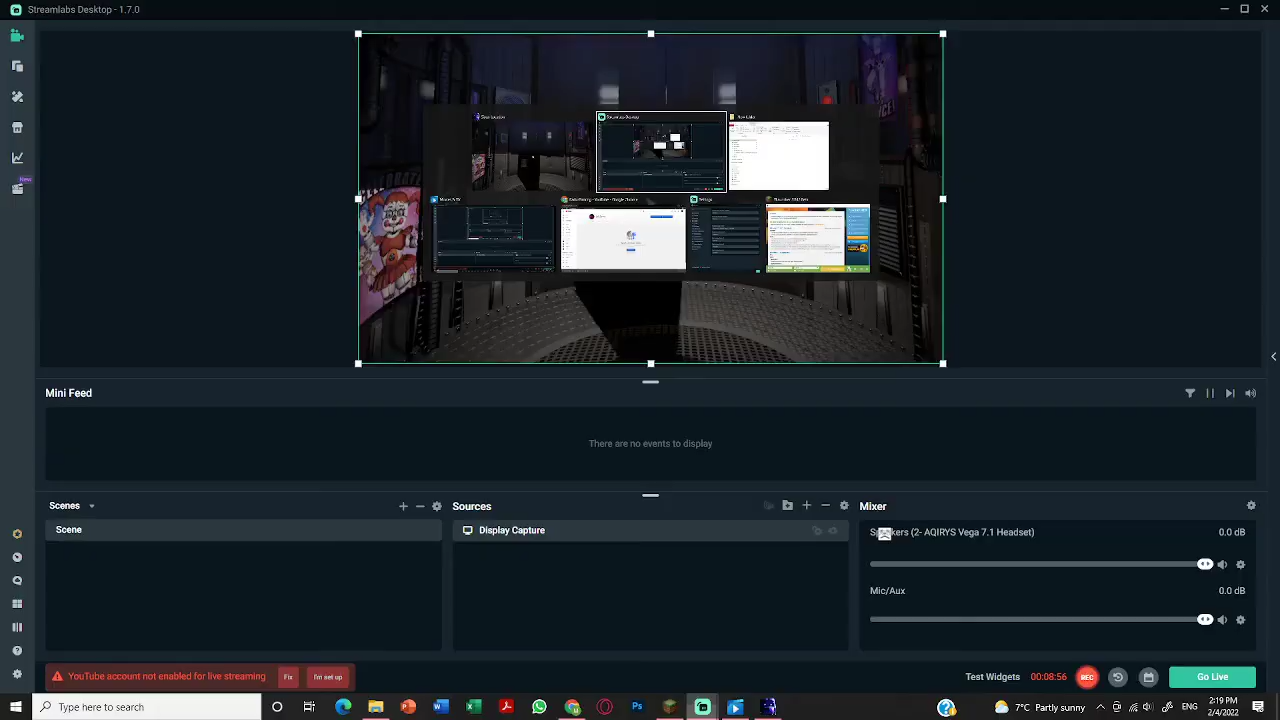 Streamlabs Desktop - 1.7.0
Mini Feed
There are no events to display
Scenes
Sources
Mixer
Scene
Display Capture
(2- AQIRYS Vega 7.1 Headset)
0.0 dB
Mic/Aux
0.0 dB
YouTube account not enabled for live streaming
Fix
I'm set up
Test Widgets
00:08:56
REC
Go Live
Type here to search
7°C Partly sunny
2:19 PM
2/4/2022